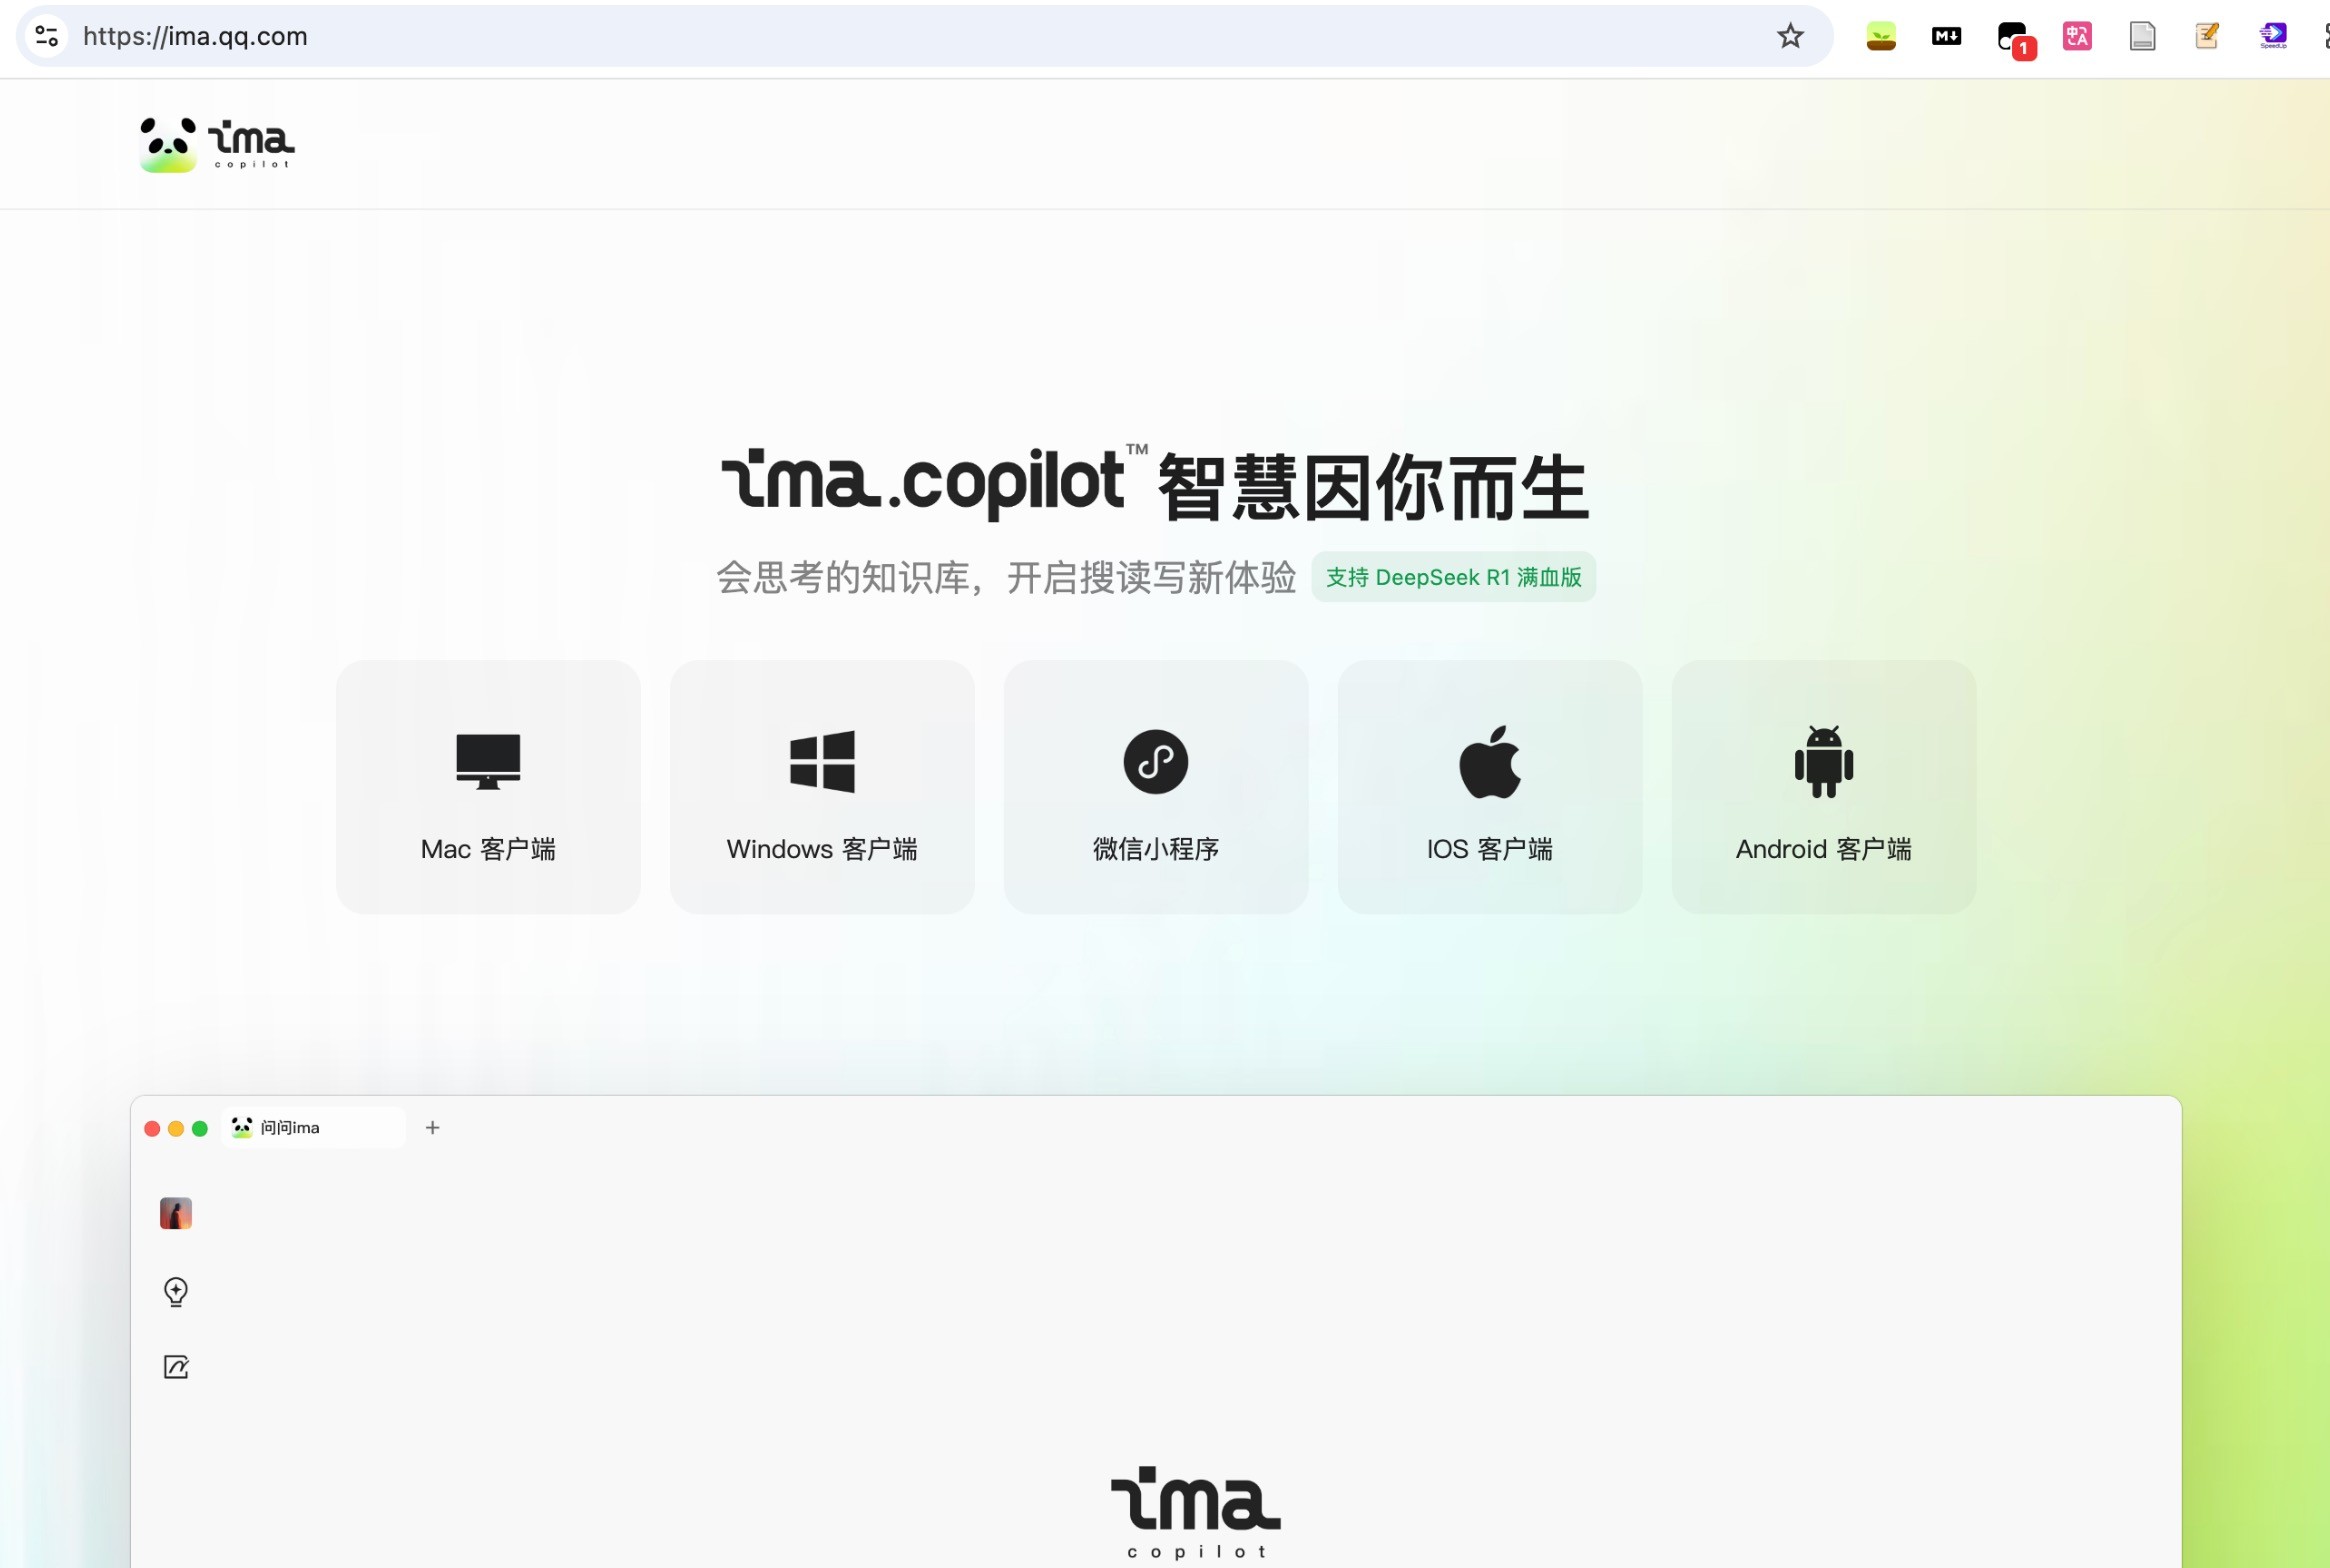 https://ima.qq.com
M↓
1
中A
SpeedUp
ima
copilot
ima.copilot™ 智慧因你而生
会思考的知识库，开启搜读写新体验 支持 DeepSeek R1 满血版
Mac 客户端
Windows 客户端
微信小程序
IOS 客户端
Android 客户端
问问ima
ima
copilot